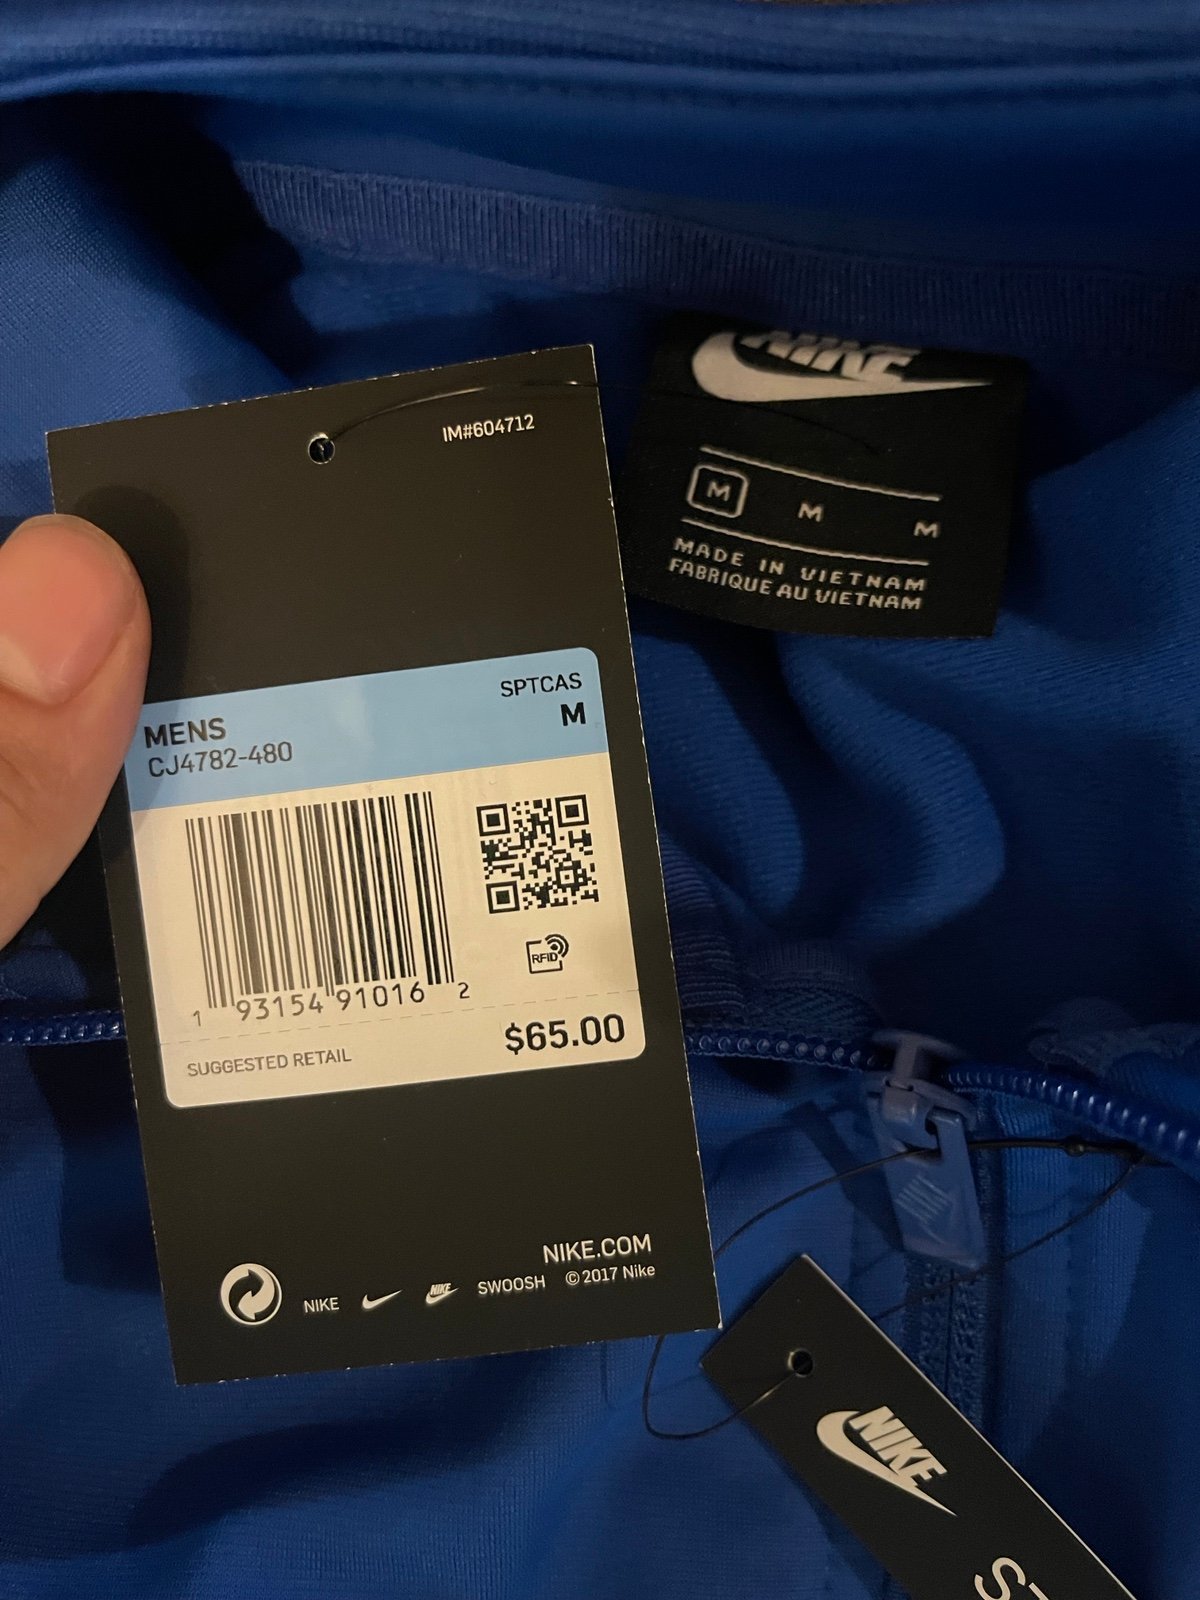 IM#604712
SPTCAS
MENS
M
CJ4782-480
1 93154 91016 2
RFID
$65.00
SUGGESTED RETAIL
NIKE.COM
NIKE NIKE SWOOSH ©2017 Nike
NIKE
M M M
MADE IN VIETNAM
FABRIQUE AU VIETNAM
NIKE